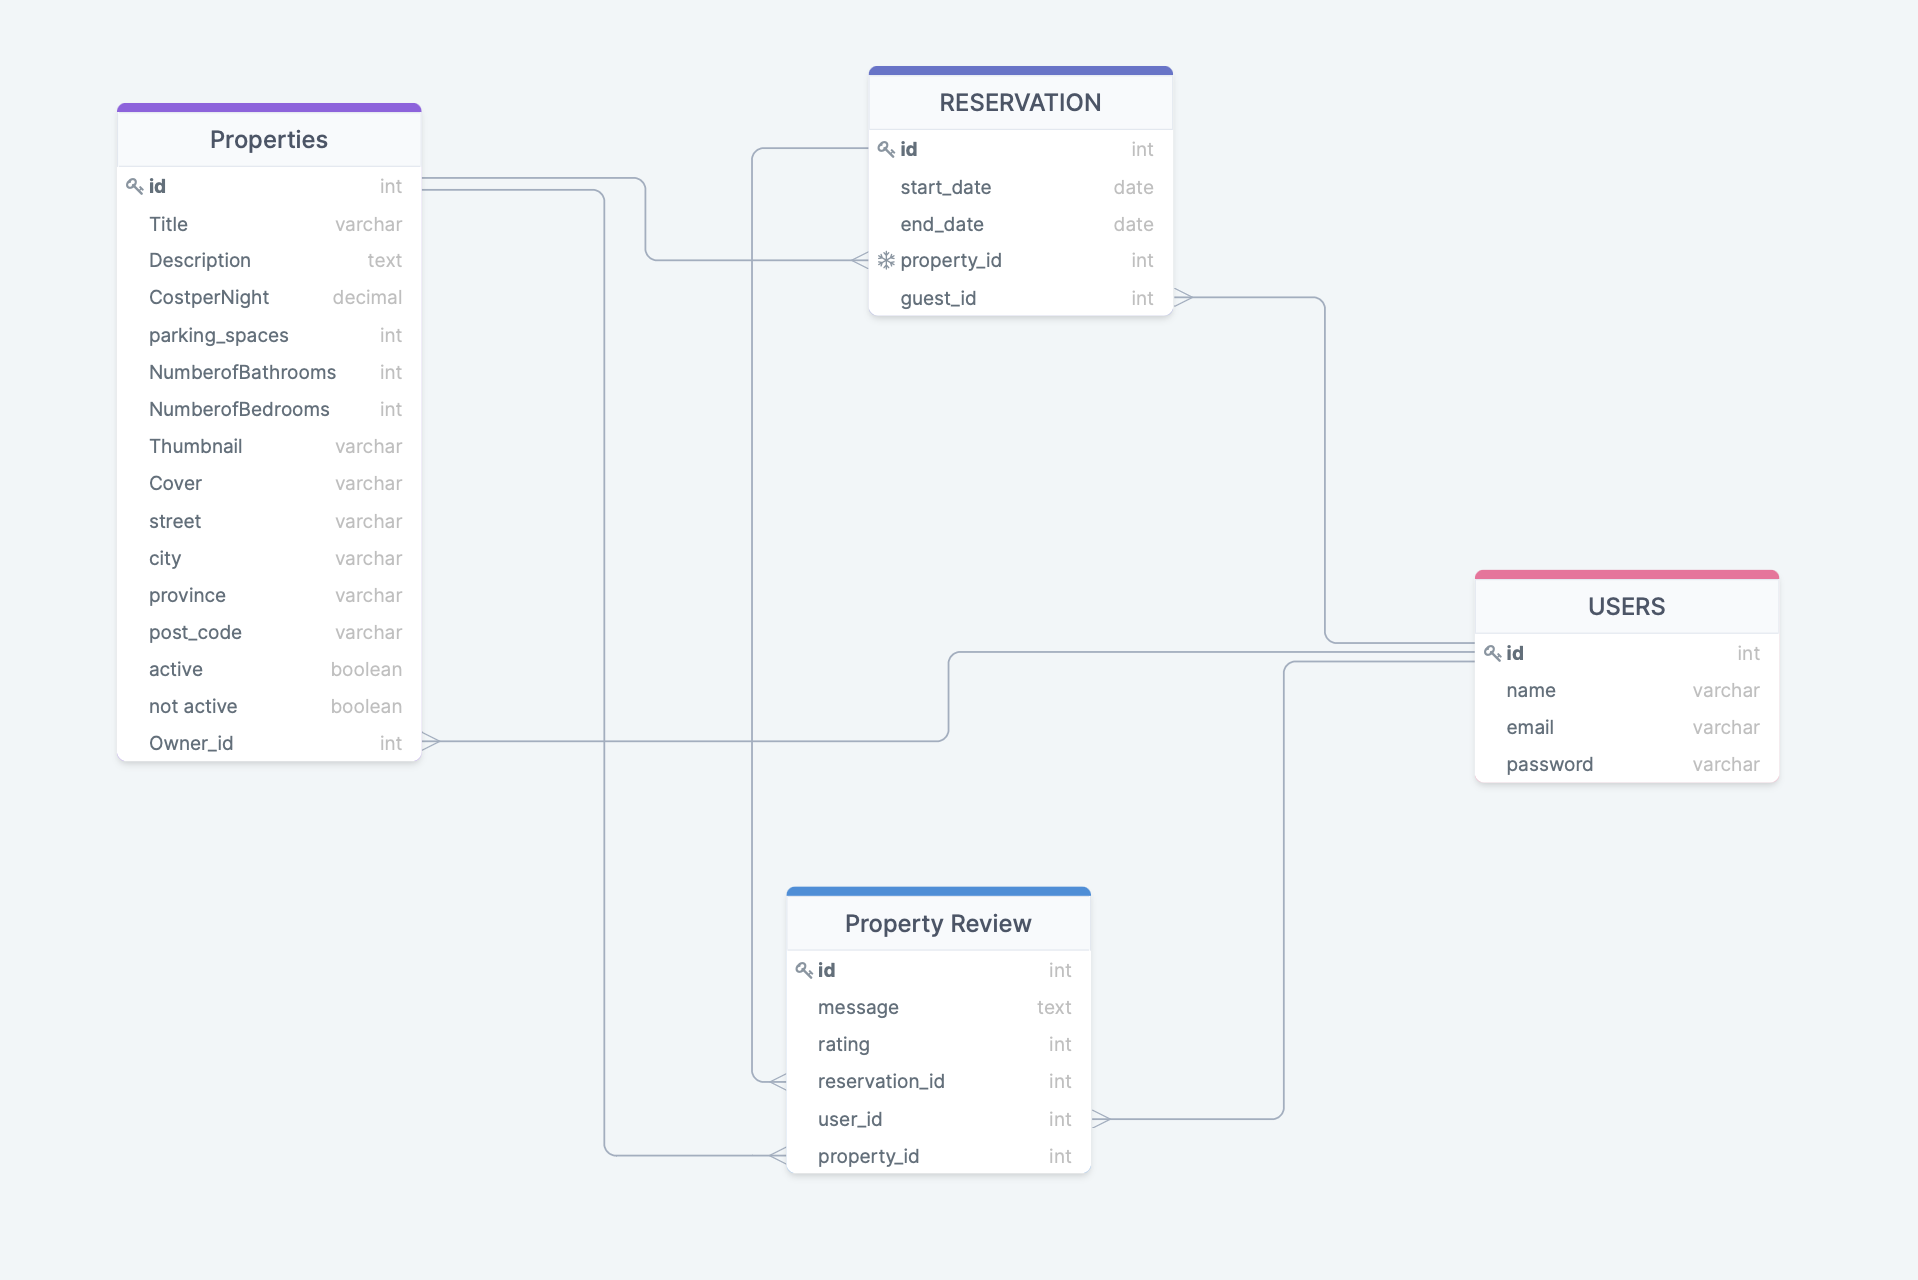 Properties
id int
Title varchar
Description text
CostperNight decimal
parking_spaces int
NumberofBathrooms int
NumberofBedrooms int
Thumbnail varchar
Cover varchar
street varchar
city varchar
province varchar
post_code varchar
active boolean
not active boolean
Owner_id int
RESERVATION
id int
start_date date
end_date date
property_id int
guest_id int
USERS
id int
name varchar
email varchar
password varchar
Property Review
id int
message text
rating int
reservation_id int
user_id int
property_id int